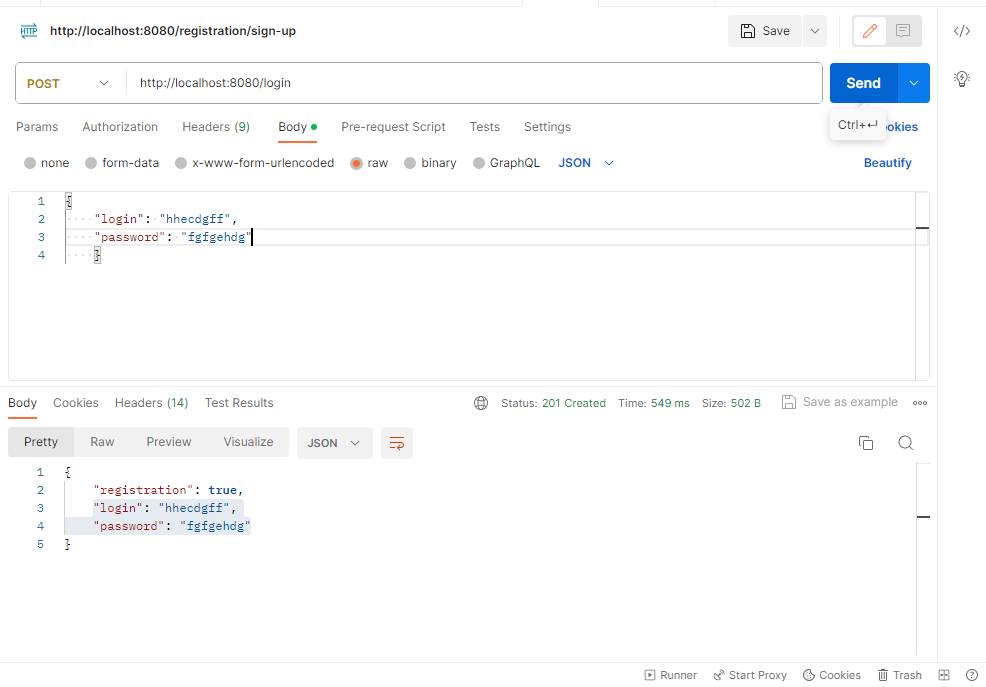 HTTP http://localhost:8080/registration/sign-up Save
POST http://localhost:8080/login Send
Params Authorization Headers (9) Body Pre-request Script Tests Settings Ctrl+↵ okies
none form-data x-www-form-urlencoded raw binary GraphQL JSON Beautify
1 {
2 ····"login":·"hhecdgff",
3 ····"password":·"fgfgehdg"
4 ····}
Body Cookies Headers (14) Test Results Status: 201 Created Time: 549 ms Size: 502 B Save as example
Pretty Raw Preview Visualize JSON
1 {
2 "registration": true,
3 "login": "hhecdgff",
4 "password": "fgfgehdg"
5 }
Runner Start Proxy Cookies Trash